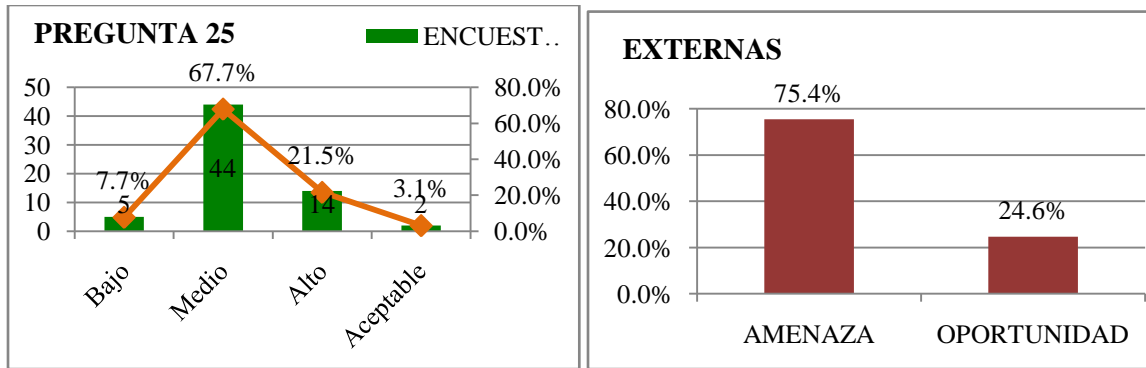 PREGUNTA 25
ENCUEST..
67.7%
50
40
30
20
10
0
80.0%
60.0%
40.0%
20.0%
0.0%
7.7%
21.5%
3.1%
5
44
14
2
Bajo
Medio
Alto
Aceptable
EXTERNAS
75.4%
24.6%
80.0%
60.0%
40.0%
20.0%
0.0%
AMENAZA
OPORTUNIDAD